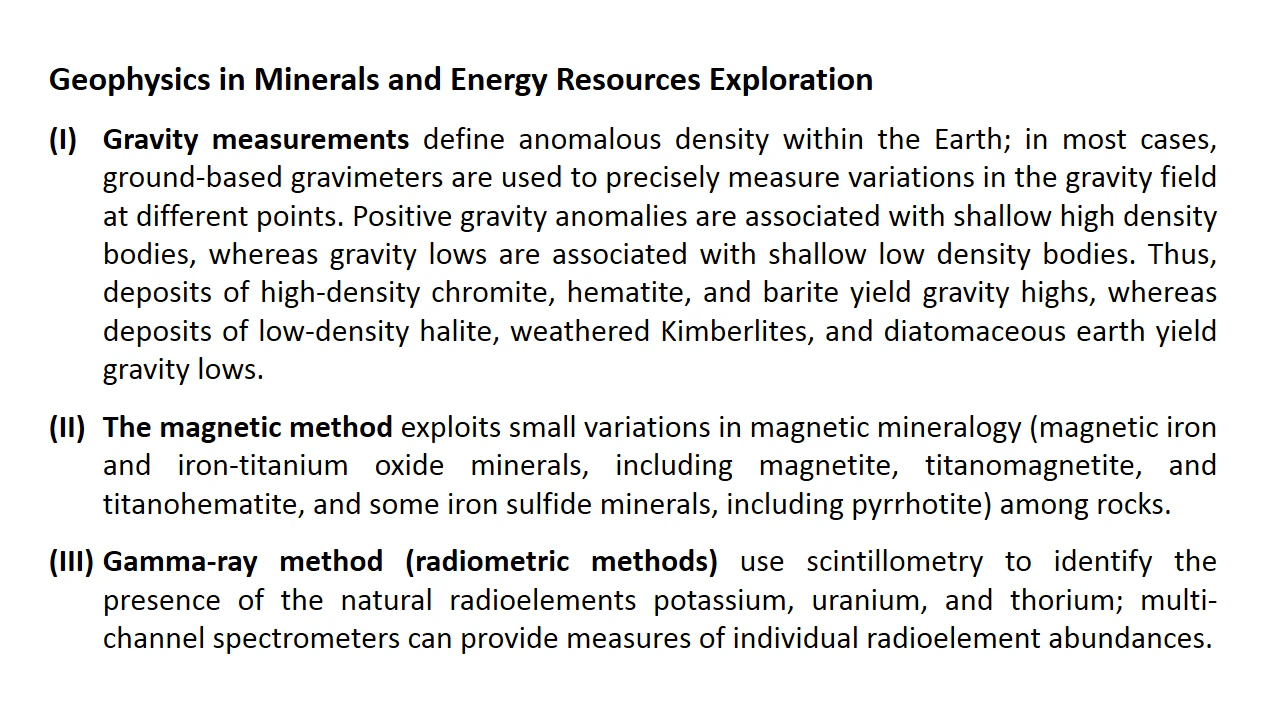 Geophysics in Minerals and Energy Resources Exploration
(I) Gravity measurements define anomalous density within the Earth; in most cases,
ground-based gravimeters are used to precisely measure variations in the gravity field
at different points. Positive gravity anomalies are associated with shallow high density
bodies, whereas gravity lows are associated with shallow low density bodies. Thus,
deposits of high-density chromite, hematite, and barite yield gravity highs, whereas
deposits of low-density halite, weathered Kimberlites, and diatomaceous earth yield
gravity lows.
(II) The magnetic method exploits small variations in magnetic mineralogy (magnetic iron
and iron-titanium oxide minerals, including magnetite, titanomagnetite, and
titanohematite, and some iron sulfide minerals, including pyrrhotite) among rocks.
(III) Gamma-ray method (radiometric methods) use scintillometry to identify the
presence of the natural radioelements potassium, uranium, and thorium; multi-
channel spectrometers can provide measures of individual radioelement abundances.